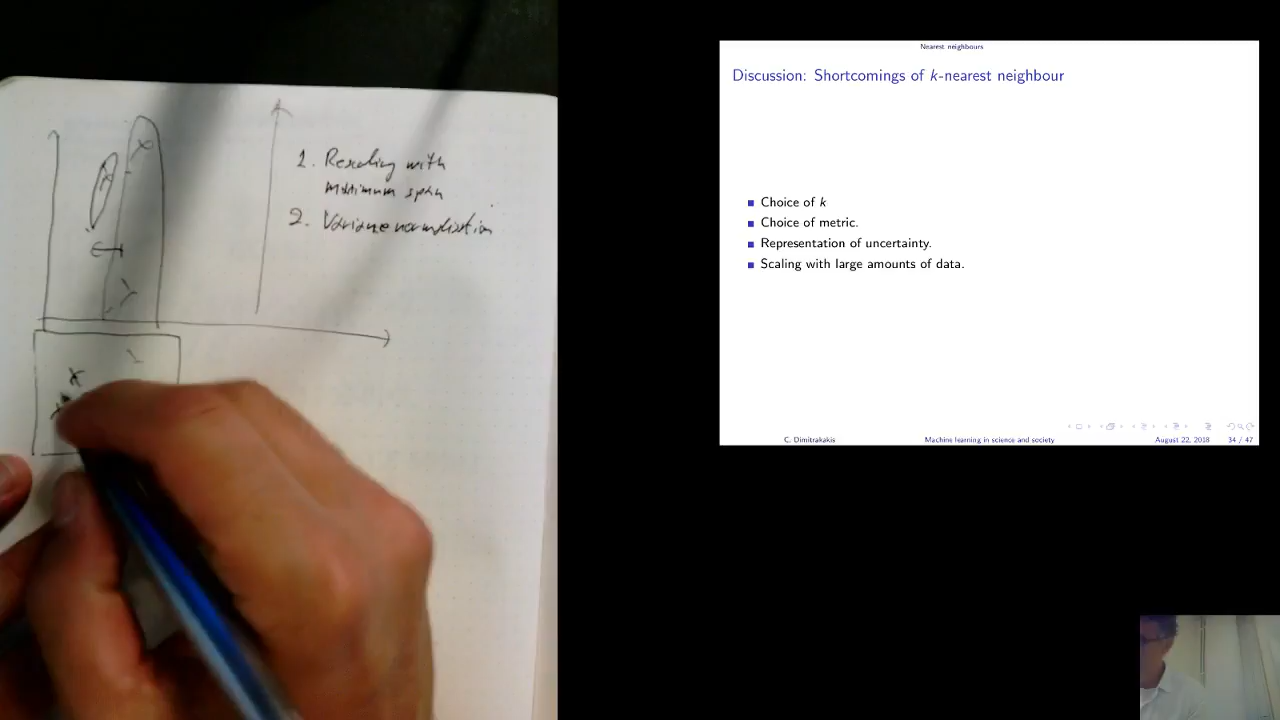 1. Rescaling with
maximum span
2. Variance normalization
Nearest neighbours
Discussion: Shortcomings of k-nearest neighbour
Choice of k
Choice of metric.
Representation of uncertainty.
Scaling with large amounts of data.
C. Dimitrakakis
Machine learning in science and society
August 22, 2018
34 / 47